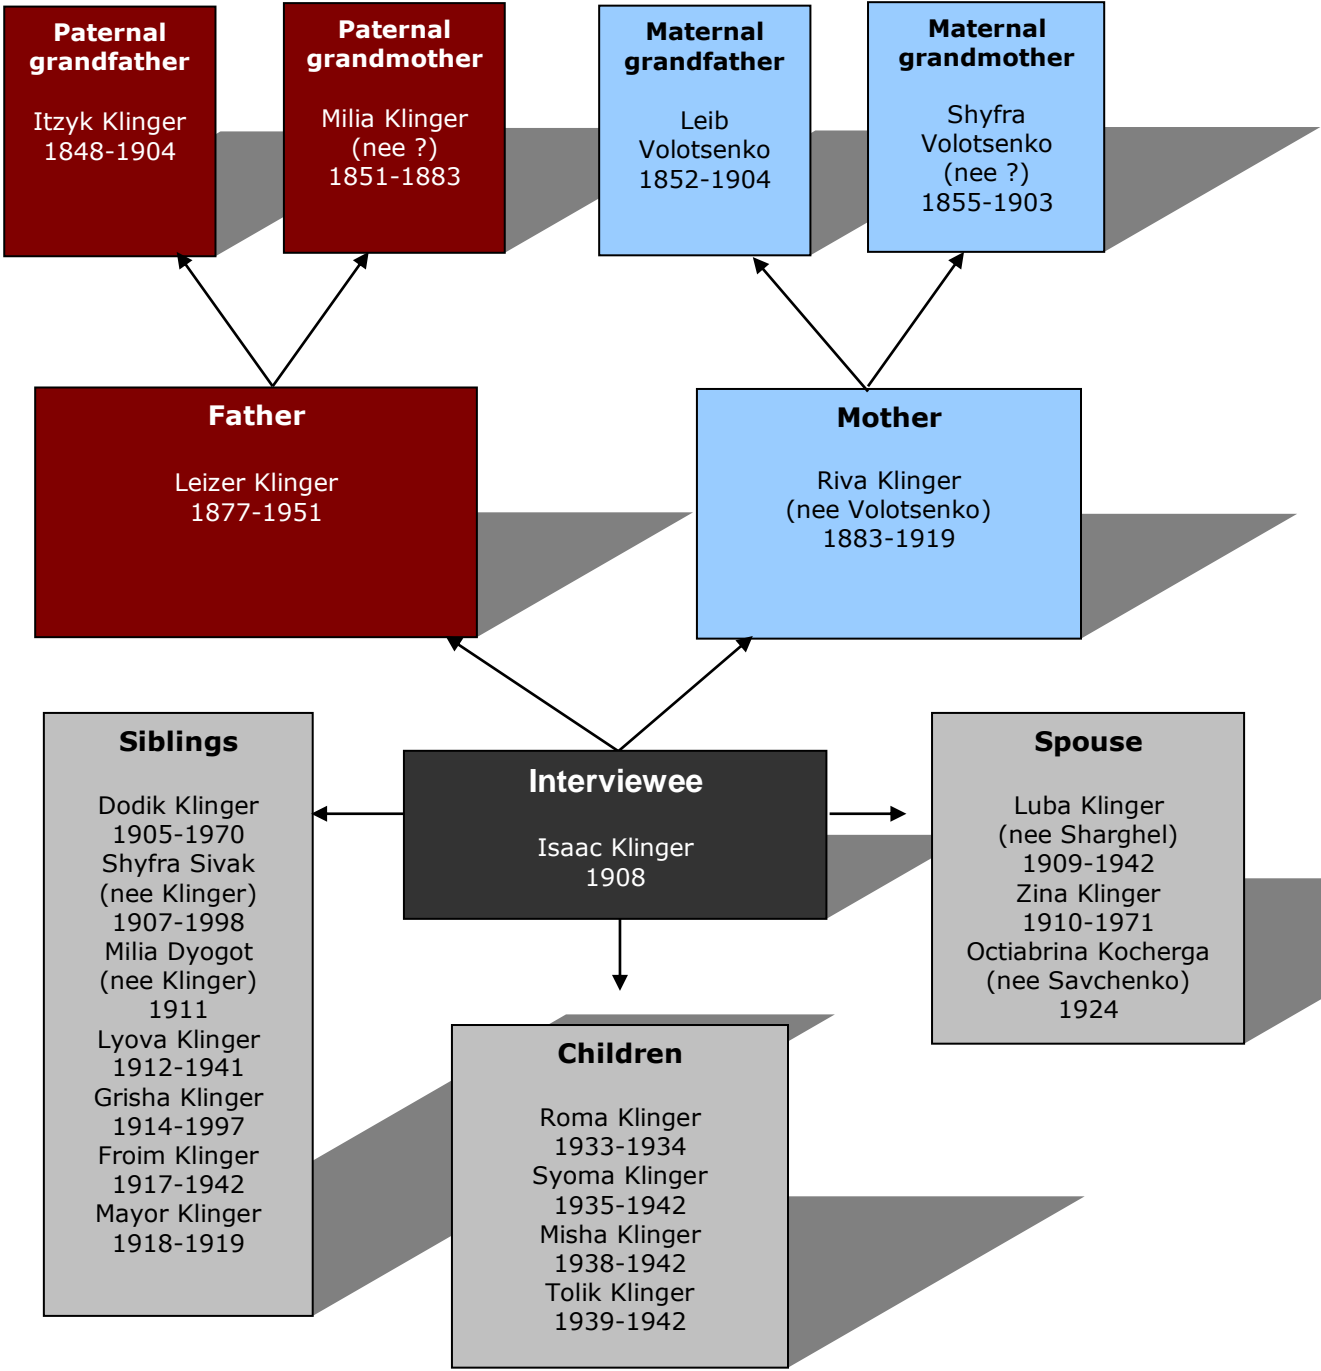 Paternal
grandfather
Itzyk Klinger
1848-1904
Paternal
grandmother
Milia Klinger
(nee ?)
1851-1883
Maternal
grandfather
Leib
Volotsenko
1852-1904
Maternal
grandmother
Shyfra
Volotsenko
(nee ?)
1855-1903
Father
Leizer Klinger
1877-1951
Mother
Riva Klinger
(nee Volotsenko)
1883-1919
Siblings
Dodik Klinger
1905-1970
Shyfra Sivak
(nee Klinger)
1907-1998
Milia Dyogot
(nee Klinger)
1911
Lyova Klinger
1912-1941
Grisha Klinger
1914-1997
Froim Klinger
1917-1942
Mayor Klinger
1918-1919
Interviewee
Isaac Klinger
1908
Spouse
Luba Klinger
(nee Sharghel)
1909-1942
Zina Klinger
1910-1971
Octiabrina Kocherga
(nee Savchenko)
1924
Children
Roma Klinger
1933-1934
Syoma Klinger
1935-1942
Misha Klinger
1938-1942
Tolik Klinger
1939-1942